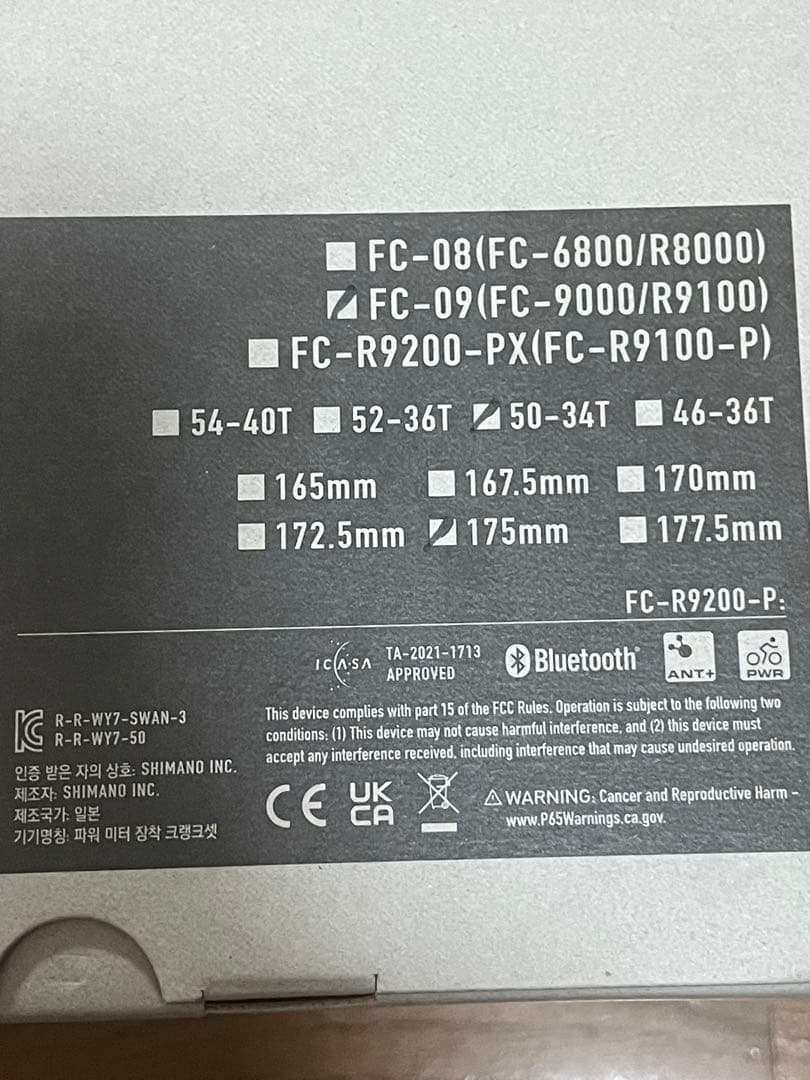 FC-08(FC-6800/R8000)
FC-09(FC-9000/R9100)
FC-R9200-PX(FC-R9100-P)
54-40T 52-36T 50-34T 46-36T
165mm 167.5mm 170mm
172.5mm 175mm 177.5mm
FC-R9200-P:
ICASA TA-2021-1713
APPROVED
Bluetooth®
ANT+
PWR
R-R-WY7-SWAN-3
R-R-WY7-50
인증 받은 자의 상호: SHIMANO INC.
제조자: SHIMANO INC.
제조국가: 일본
기기명칭: 파워 미터 장착 크랭크셋
This device complies with part 15 of the FCC Rules. Operation is subject to the following two
conditions: (1) This device may not cause harmful interference, and (2) this device must
accept any interference received, including interference that may cause undesired operation.
CE UK
CA
⚠WARNING: Cancer and Reproductive Harm -
www.P65Warnings.ca.gov.